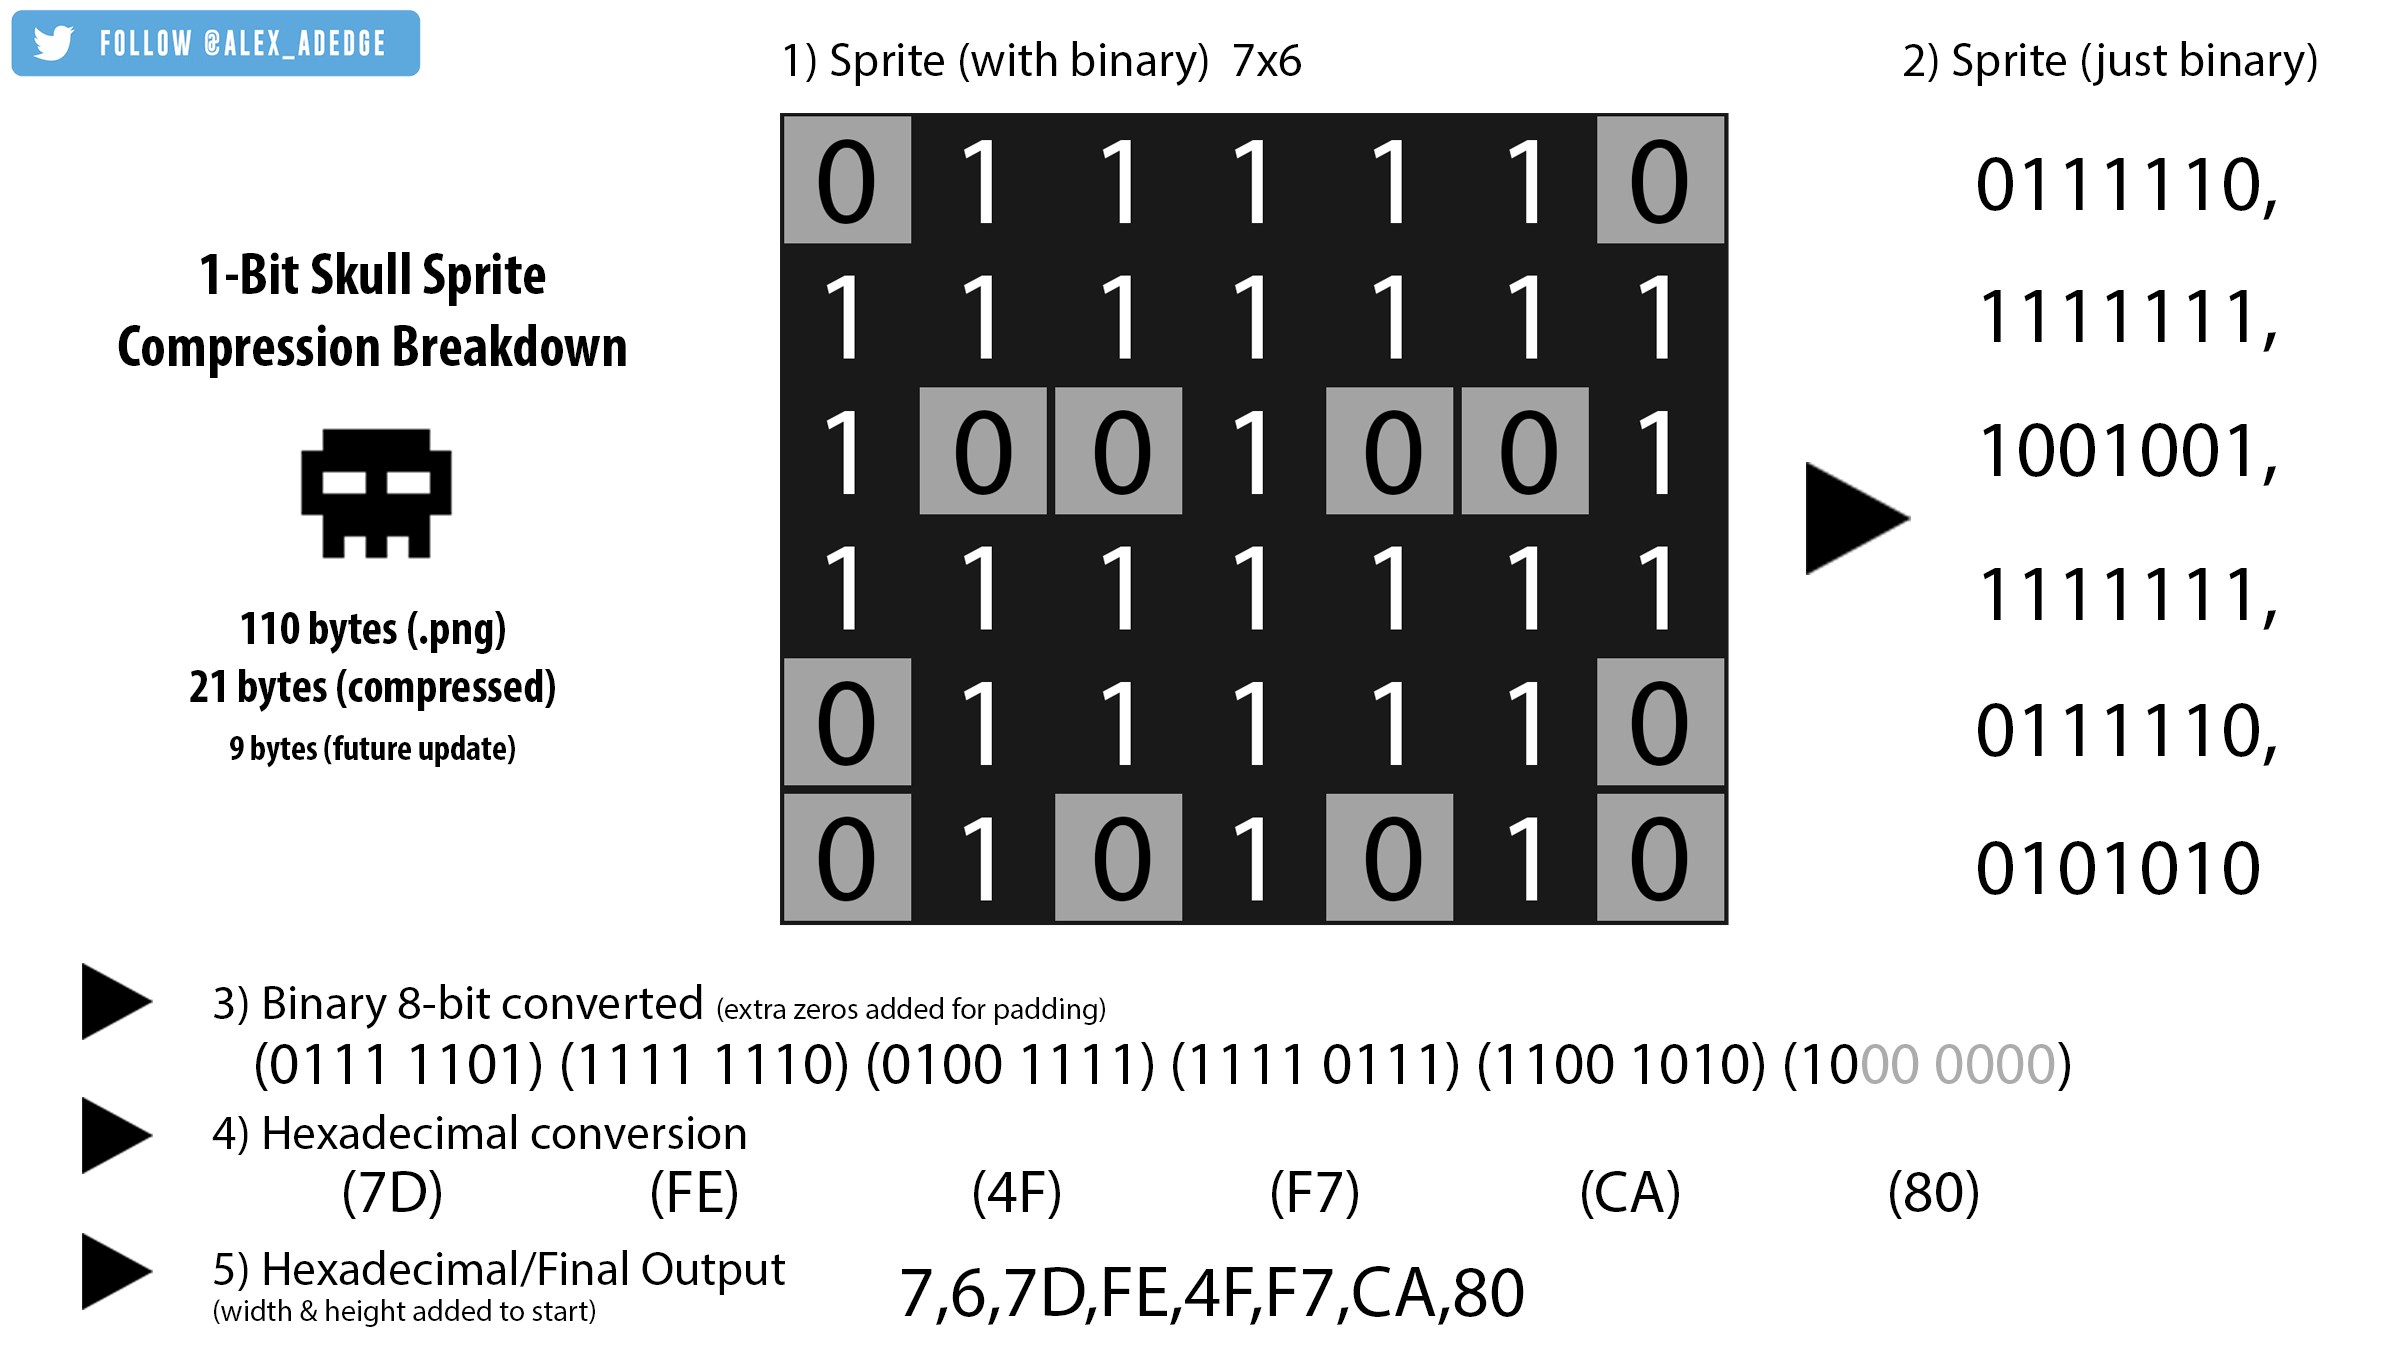 FOLLOW @ALEX_ADEDGE
1-Bit Skull Sprite
Compression Breakdown
110 bytes (.png)
21 bytes (compressed)
9 bytes (future update)
1) Sprite (with binary)  7x6
0 1 1 1 1 1 0
1 1 1 1 1 1 1
1 0 0 1 0 0 1
1 1 1 1 1 1 1
0 1 1 1 1 1 0
0 1 0 1 0 1 0
2) Sprite (just binary)
0111110,
1111111,
1001001,
1111111,
0111110,
0101010
3) Binary 8-bit converted (extra zeros added for padding)
(0111 1101) (1111 1110) (0100 1111) (1111 0111) (1100 1010) (1000 0000)
4) Hexadecimal conversion
(7D) (FE) (4F) (F7) (CA) (80)
5) Hexadecimal/Final Output
(width & height added to start)
7,6,7D,FE,4F,F7,CA,80